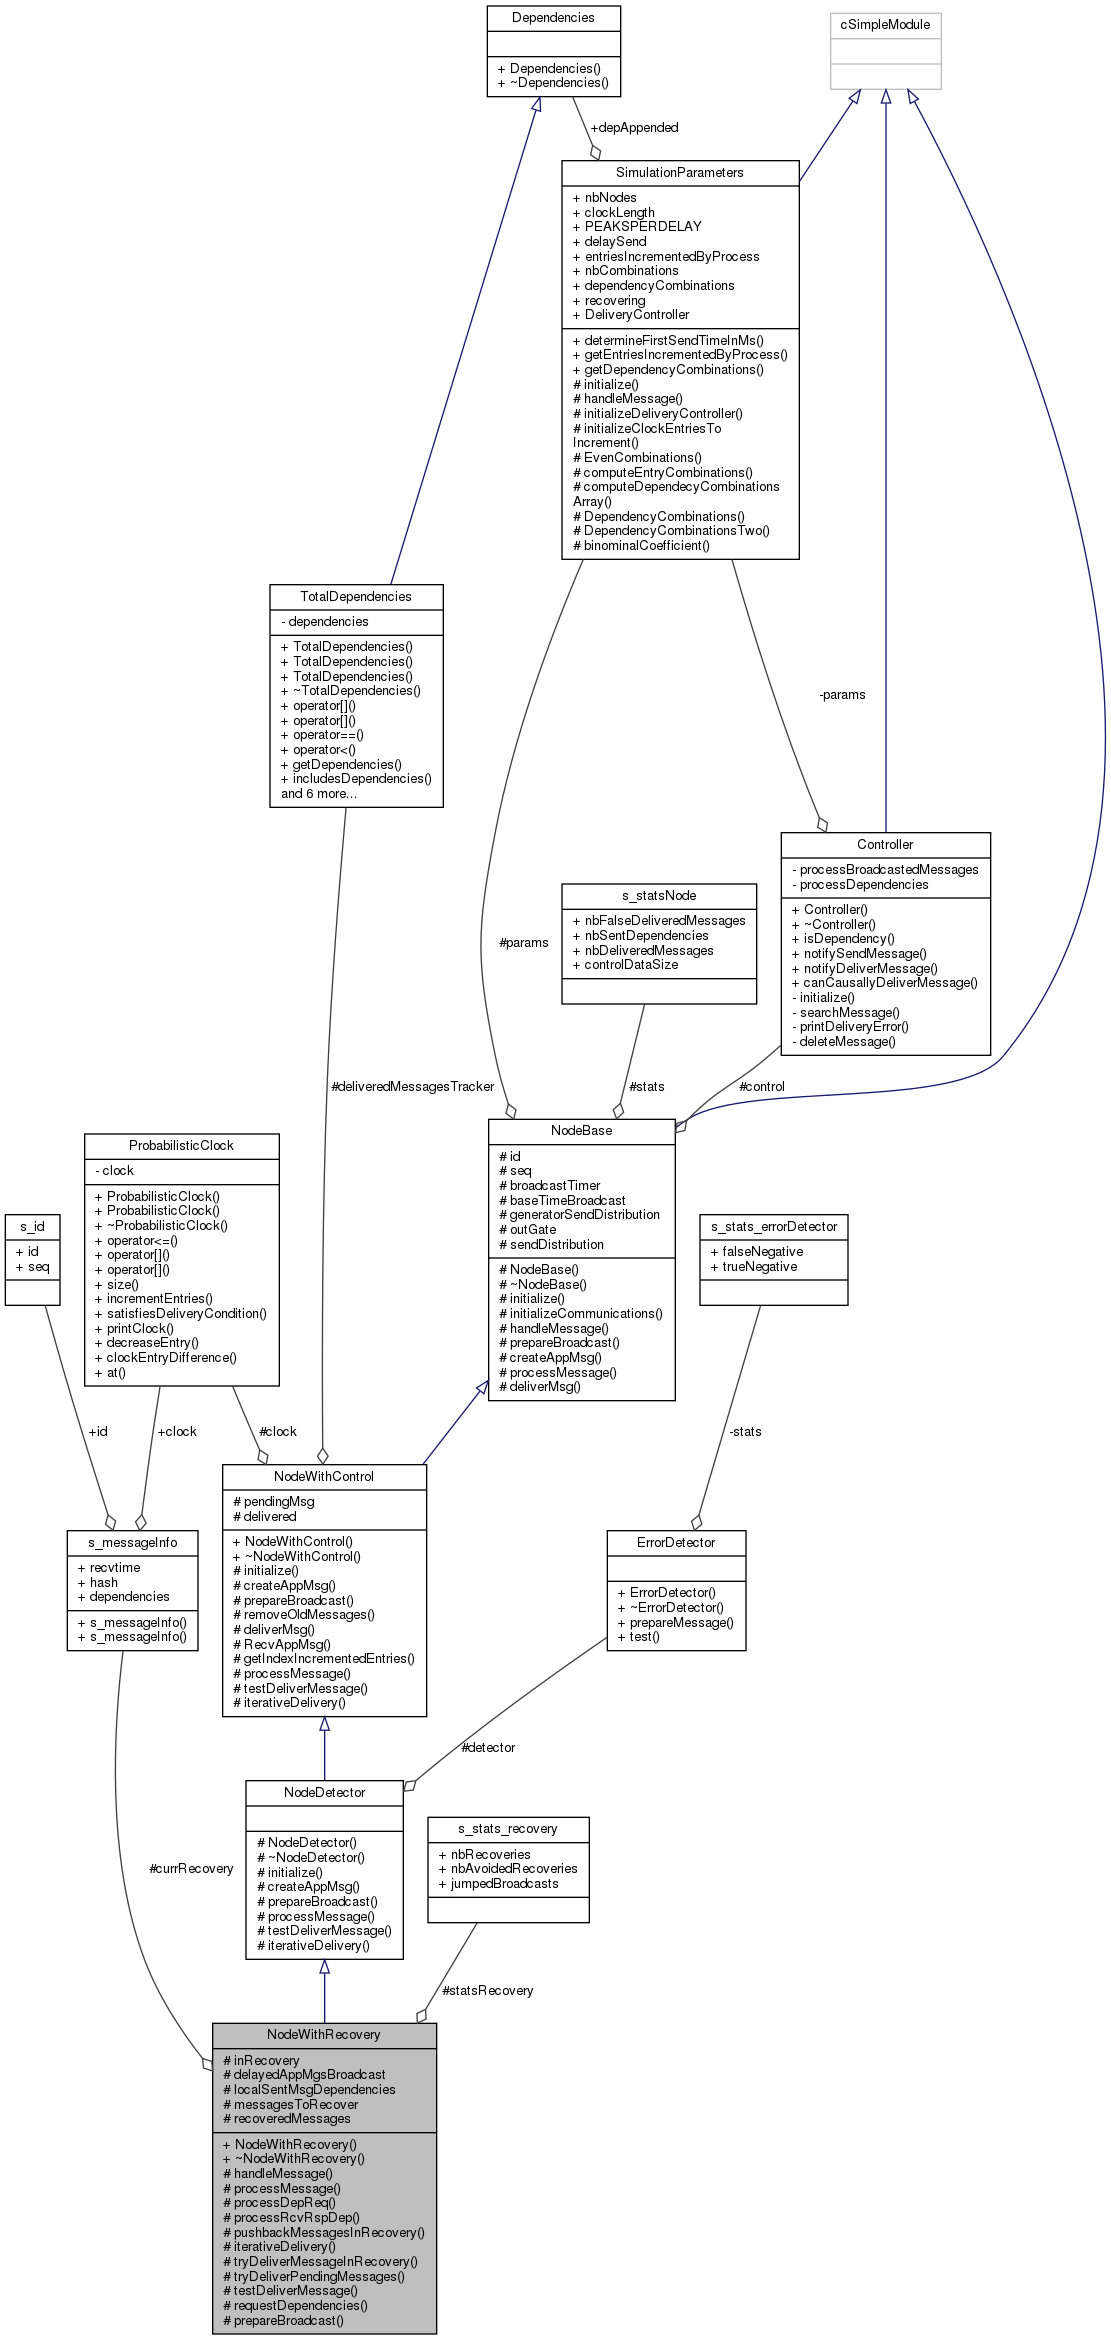 Dependencies
+ Dependencies()
+ ~Dependencies()
cSimpleModule
+depAppended
SimulationParameters
+ nbNodes
+ clockLength
+ PEAKSPERDELAY
+ delaySend
+ entriesIncrementedByProcess
+ nbCombinations
+ dependencyCombinations
+ recovering
+ DeliveryController
+ determineFirstSendTimeInMs()
+ getEntriesIncrementedByProcess()
+ getDependencyCombinations()
# initialize()
# handleMessage()
# initializeDeliveryController()
# initializeClockEntriesTo
Increment()
# EvenCombinations()
# computeEntryCombinations()
# computeDependecyCombinations
Array()
# DependencyCombinations()
# DependencyCombinationsTwo()
# binominalCoefficient()
TotalDependencies
- dependencies
+ TotalDependencies()
+ TotalDependencies()
+ TotalDependencies()
+ ~TotalDependencies()
+ operator[]()
+ operator[]()
+ operator==()
+ operator<()
+ getDependencies()
+ includesDependencies()
and 6 more...
-params
Controller
- processBroadcastedMessages
- processDependencies
+ Controller()
+ ~Controller()
+ isDependency()
+ notifySendMessage()
+ notifyDeliverMessage()
+ canCausallyDeliverMessage()
- initialize()
- searchMessage()
- printDeliveryError()
- deleteMessage()
s_statsNode
+ nbFalseDeliveredMessages
+ nbSentDependencies
+ nbDeliveredMessages
+ controlDataSize
#params
#deliveredMessagesTracker
#stats
#control
NodeBase
# id
# seq
# broadcastTimer
# baseTimeBroadcast
# generatorSendDistribution
# outGate
# sendDistribution
# NodeBase()
# ~NodeBase()
# initialize()
# initializeCommunications()
# handleMessage()
# prepareBroadcast()
# createAppMsg()
# processMessage()
# deliverMsg()
ProbabilisticClock
- clock
+ ProbabilisticClock()
+ ProbabilisticClock()
+ ~ProbabilisticClock()
+ operator<=()
+ operator[]()
+ operator[]()
+ size()
+ incrementEntries()
+ satisfiesDeliveryCondition()
+ printClock()
+ decreaseEntry()
+ clockEntryDifference()
+ at()
s_id
+ id
+ seq
s_stats_errorDetector
+ falseNegative
+ trueNegative
+id
+clock
#clock
-stats
NodeWithControl
# pendingMsg
# delivered
+ NodeWithControl()
+ ~NodeWithControl()
# initialize()
# createAppMsg()
# prepareBroadcast()
# removeOldMessages()
# deliverMsg()
# RecvAppMsg()
# getIndexIncrementedEntries()
# processMessage()
# testDeliverMessage()
# iterativeDelivery()
s_messageInfo
+ recvtime
+ hash
+ dependencies
+ s_messageInfo()
+ s_messageInfo()
ErrorDetector
+ ErrorDetector()
+ ~ErrorDetector()
+ prepareMessage()
+ test()
#detector
NodeDetector
# NodeDetector()
# ~NodeDetector()
# initialize()
# createAppMsg()
# prepareBroadcast()
# processMessage()
# testDeliverMessage()
# iterativeDelivery()
s_stats_recovery
+ nbRecoveries
+ nbAvoidedRecoveries
+ jumpedBroadcasts
#currRecovery
#statsRecovery
NodeWithRecovery
# inRecovery
# delayedAppMgsBroadcast
# localSentMsgDependencies
# messagesToRecover
# recoveredMessages
+ NodeWithRecovery()
+ ~NodeWithRecovery()
# handleMessage()
# processMessage()
# processDepReq()
# processRcvRspDep()
# pushbackMessagesInRecovery()
# iterativeDelivery()
# tryDeliverMessageInRecovery()
# tryDeliverPendingMessages()
# testDeliverMessage()
# requestDependencies()
# prepareBroadcast()